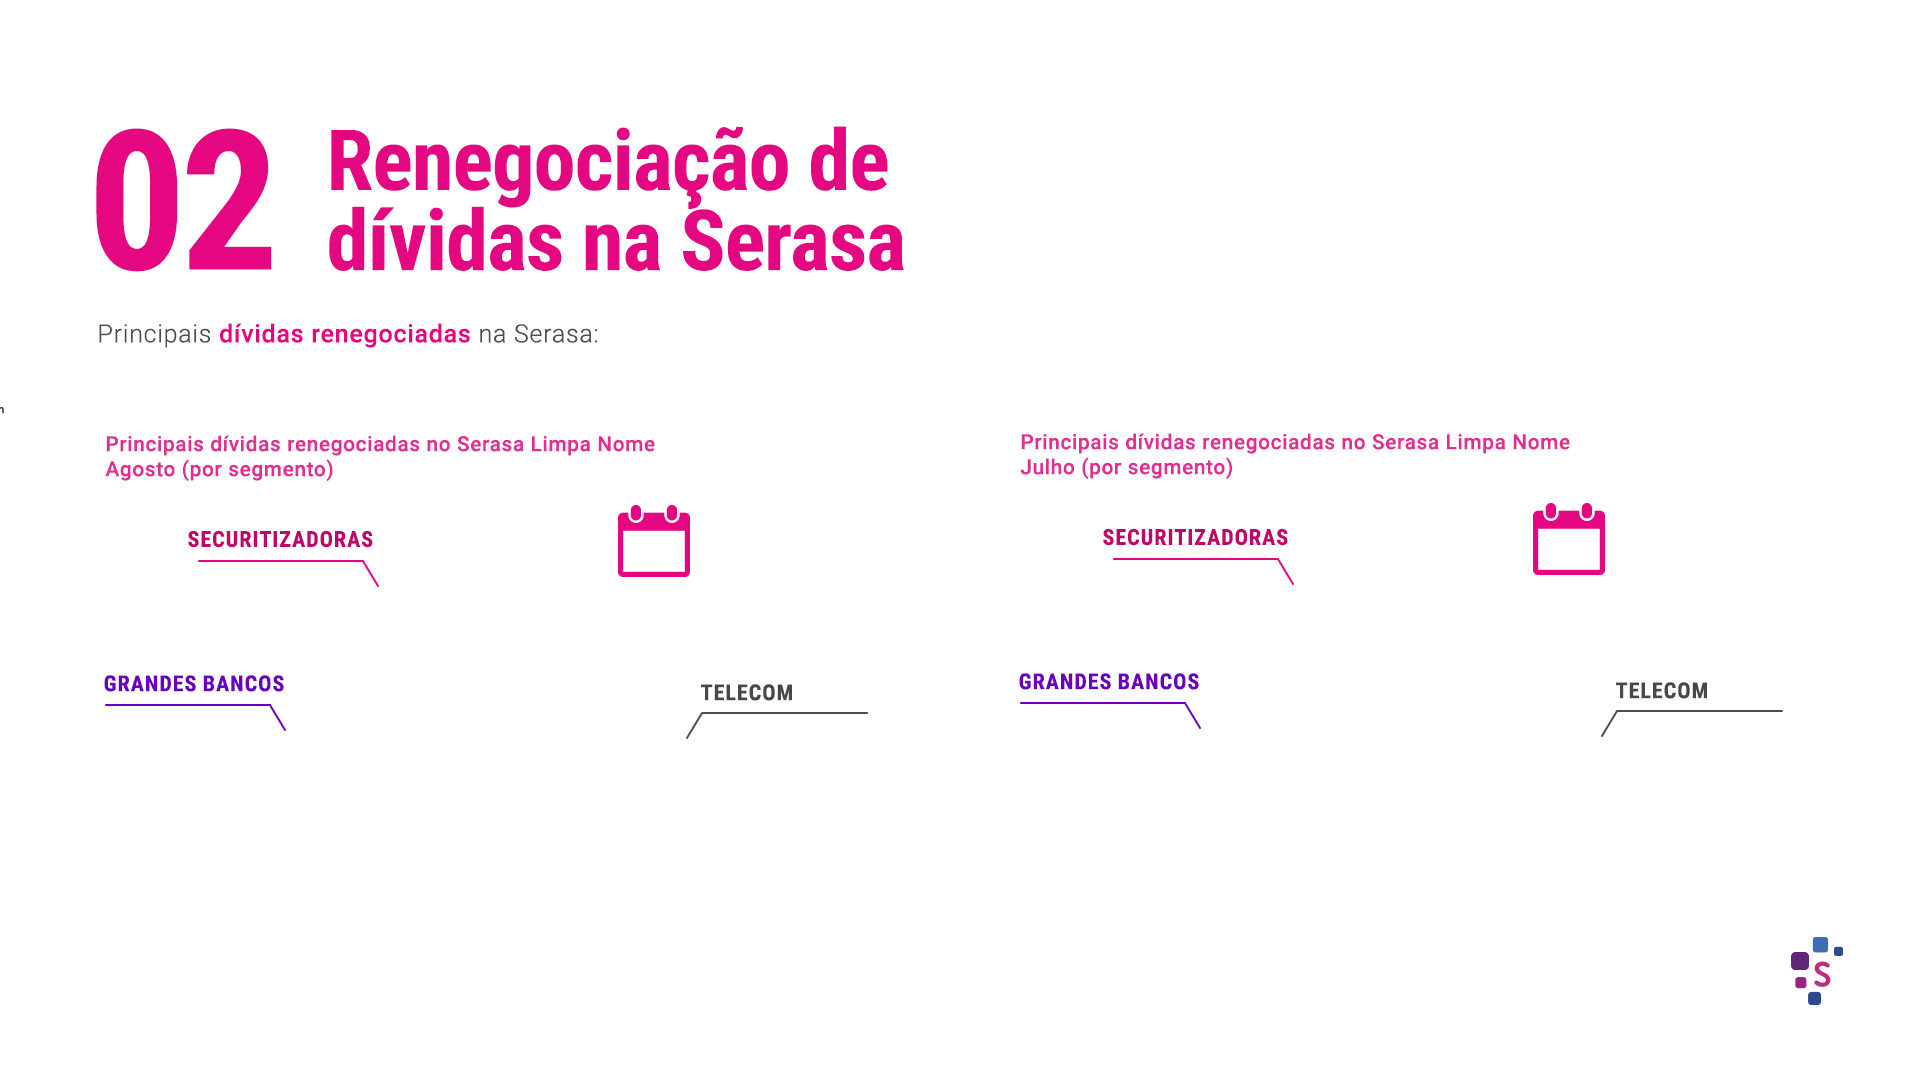 02
Renegociação de
dívidas na Serasa
Principais dívidas renegociadas na Serasa:
Principais dívidas renegociadas no Serasa Limpa Nome
Agosto (por segmento)
SECURITIZADORAS
GRANDES BANCOS
TELECOM
Principais dívidas renegociadas no Serasa Limpa Nome
Julho (por segmento)
SECURITIZADORAS
GRANDES BANCOS
TELECOM
S